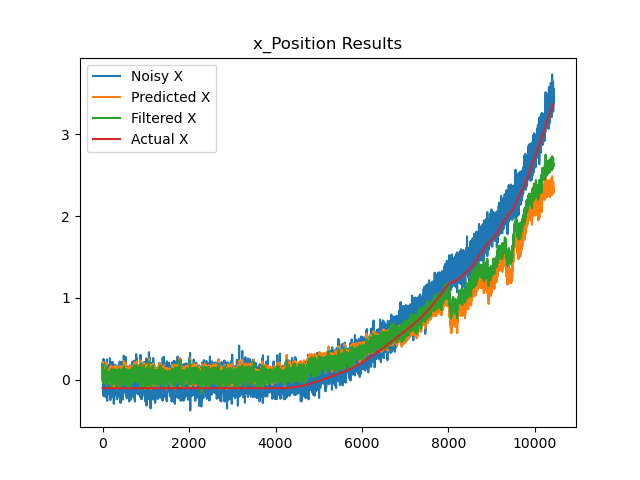 x_Position Results
Noisy X
Predicted X
Filtered X
Actual X
3
2
1
0
0
2000
4000
6000
8000
10000